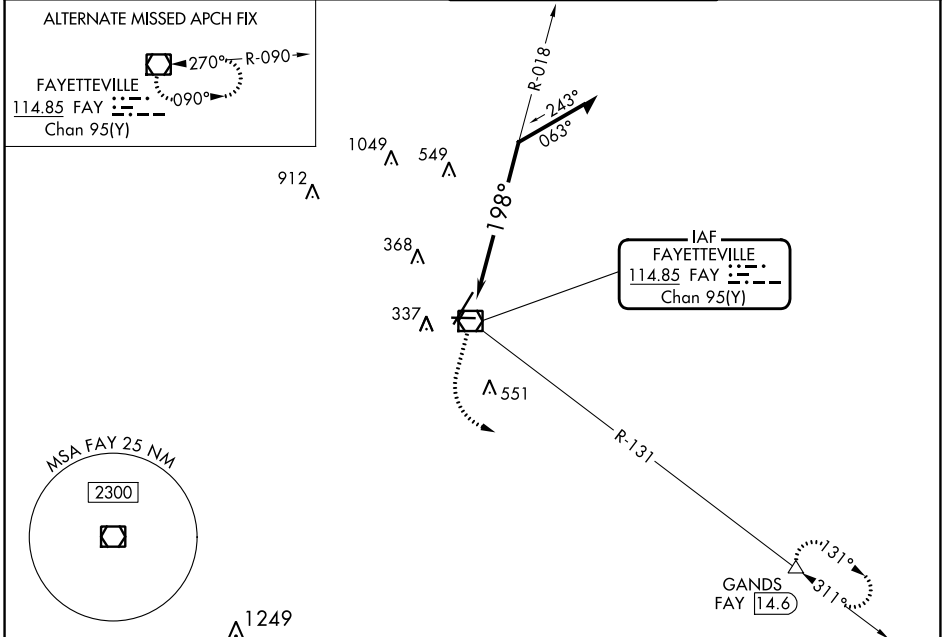 ALTERNATE MISSED APCH FIX
270°
R-090
FAYETTEVILLE
114.85 FAY
090°
Chan 95(Y)
R-018
243°
063°
1049
549
912
198°
368
IAF
FAYETTEVILLE
114.85 FAY
Chan 95(Y)
337
551
R-131
MSA FAY 25 NM
2300
131°
311°
GANDS
FAY 14.6
1249